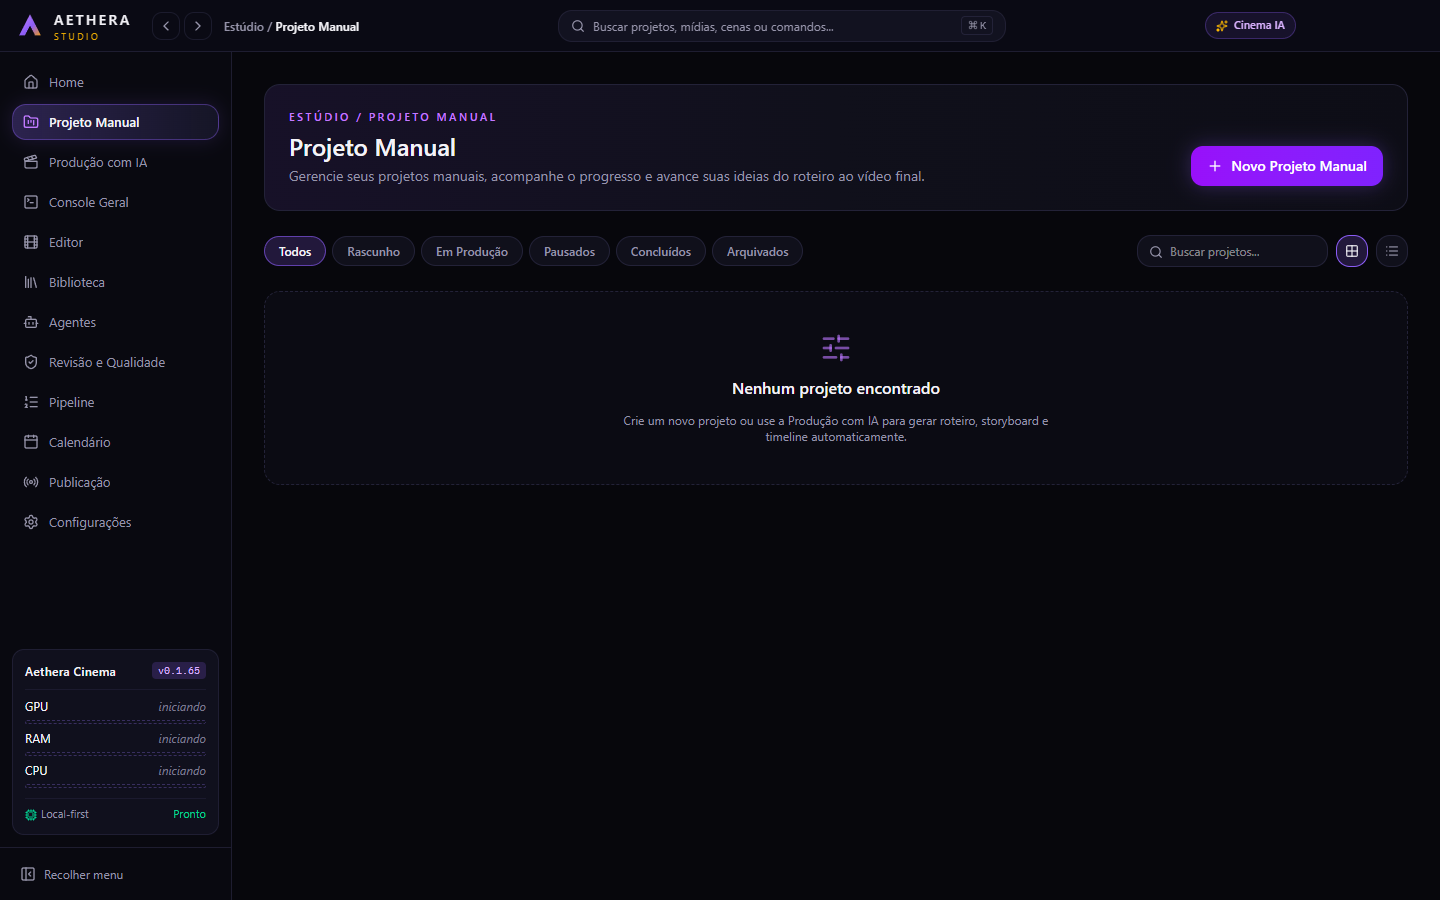 AETHERA
STUDIO
Estúdio / Projeto Manual
Buscar projetos, mídias, cenas ou comandos...
⌘K
Cinema IA
Home
Projeto Manual
Produção com IA
Console Geral
Editor
Biblioteca
Agentes
Revisão e Qualidade
Pipeline
Calendário
Publicação
Configurações
Aethera Cinema
v0.1.65
GPU
iniciando
RAM
iniciando
CPU
iniciando
Local-first
Pronto
Recolher menu
ESTÚDIO / PROJETO MANUAL
Projeto Manual
Gerencie seus projetos manuais, acompanhe o progresso e avance suas ideias do roteiro ao vídeo final.
Novo Projeto Manual
Todos
Rascunho
Em Produção
Pausados
Concluídos
Arquivados
Buscar projetos...
Nenhum projeto encontrado
Crie um novo projeto ou use a Produção com IA para gerar roteiro, storyboard e
timeline automaticamente.